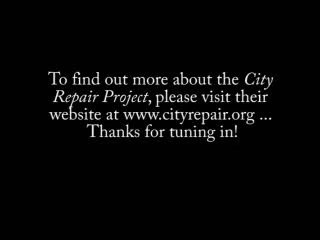 To find out more about the City
Repair Project, please visit their
website at www.cityrepair.org ...
Thanks for tuning in!